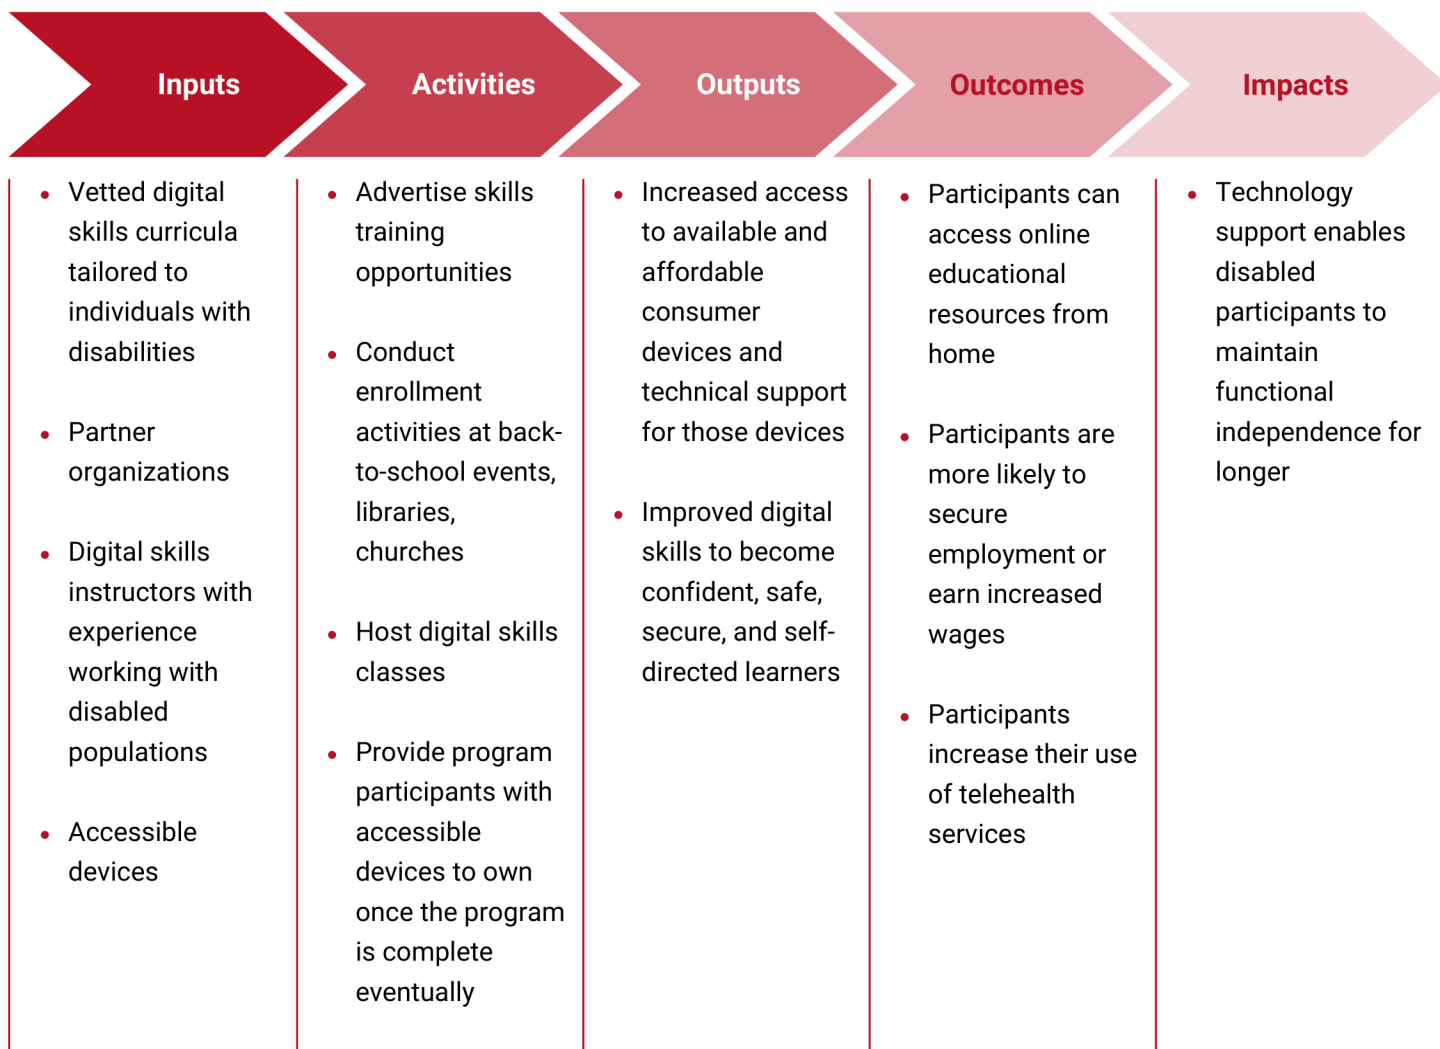 Inputs
Activities
Outputs
Outcomes
Impacts
Vetted digital
skills curricula
tailored to
individuals with
disabilities
Partner
organizations
Digital skills
instructors with
experience
working with
disabled
populations
Accessible
devices
Advertise skills
training
opportunities
Conduct
enrollment
activities at back-
to-school events,
libraries,
churches
Host digital skills
classes
Provide program
participants with
accessible
devices to own
once the program
is complete
eventually
Increased access
to available and
affordable
consumer
devices and
technical support
for those devices
Improved digital
skills to become
confident, safe,
secure, and self-
directed learners
Participants can
access online
educational
resources from
home
Participants are
more likely to
secure
employment or
earn increased
wages
Participants
increase their use
of telehealth
services
Technology
support enables
disabled
participants to
maintain
functional
independence for
longer